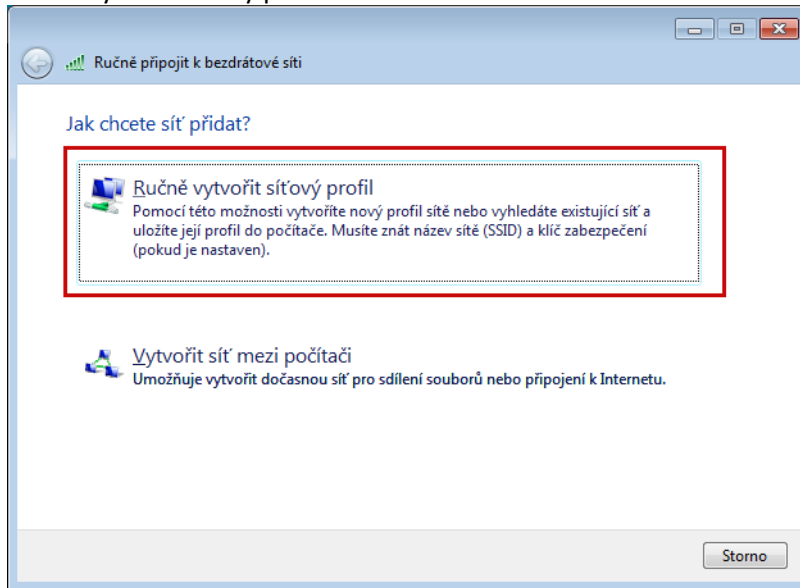 Ručně připojit k bezdrátové síti
Jak chcete síť přidat?
Ručně vytvořit síťový profil
Pomocí této možnosti vytvoříte nový profil sítě nebo vyhledáte existující síť a
uložíte její profil do počítače. Musíte znát název sítě (SSID) a klíč zabezpečení
(pokud je nastaven).
Vytvořit síť mezi počítači
Umožňuje vytvořit dočasnou síť pro sdílení souborů nebo připojení k Internetu.
Storno